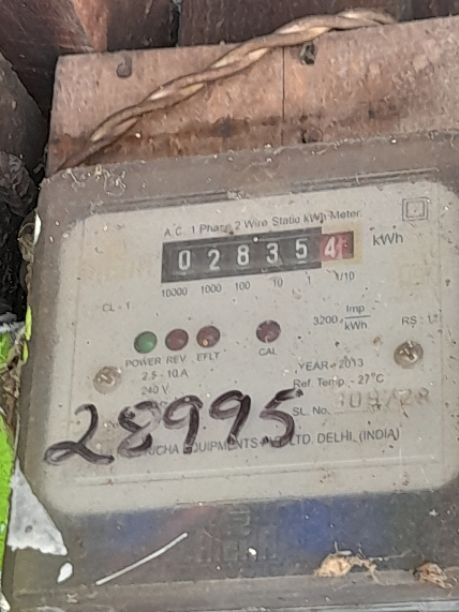 A.C. 1 Phase 2 Wire Static kWh Meter
0 2 8 3 5 4 kWh
10000 1000 100 10 1 1/10
CL - 1
3200 Imp/kWh
POWER REV EFLT CAL
2.5 - 10 A
240 V
YEAR - 2013
Ref. Temp. - 27°C
SL. No.
28995
EQUIPMENTS LTD. DELHI, (INDIA)